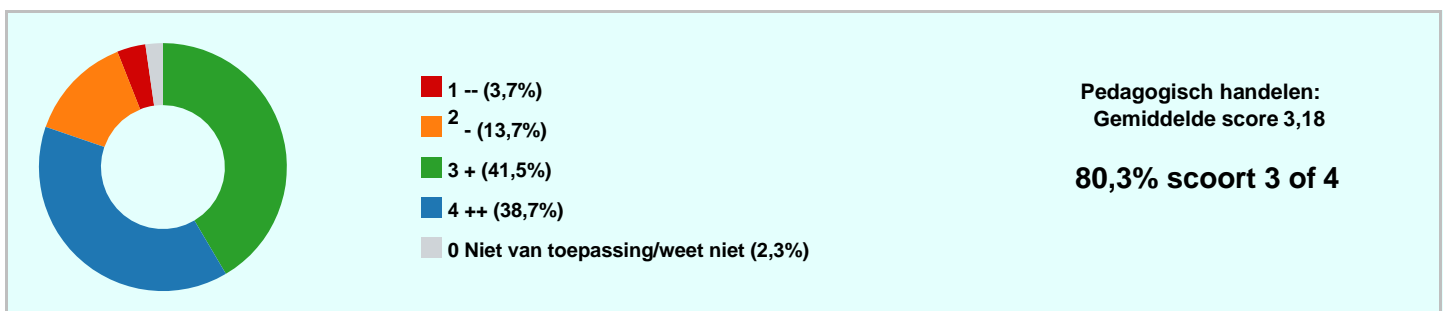 1 -- (3,7%)
2 - (13,7%)
3 + (41,5%)
4 ++ (38,7%)
0 Niet van toepassing/weet niet (2,3%)
Pedagogisch handelen:
Gemiddelde score 3,18
80,3% scoort 3 of 4